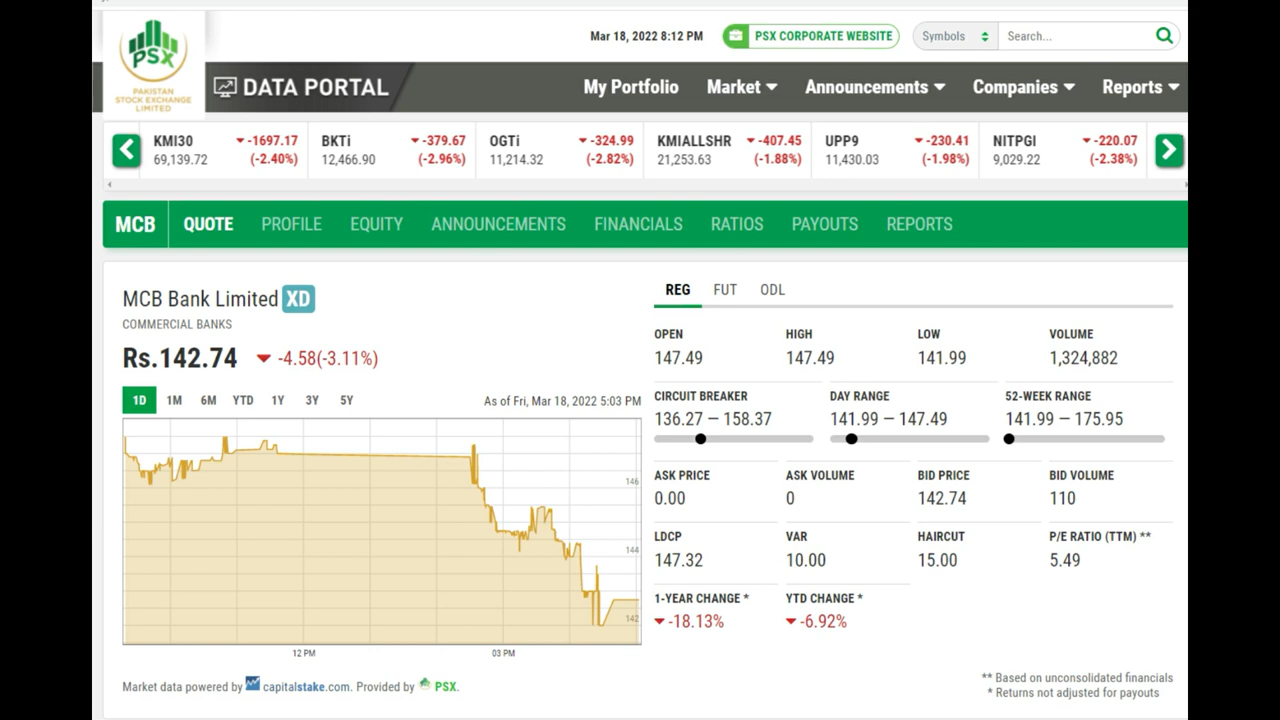 Mar 18, 2022 8:12 PM PSX CORPORATE WEBSITE Symbols Search...
PSX
PAKISTAN
STOCK EXCHANGE
LIMITED
DATA PORTAL My Portfolio Market Announcements Companies Reports
KMI30 -1697.17 BKTi -379.67 OGTi -324.99 KMIALLSHR -407.45 UPP9 -230.41 NITPGI -220.07
69,139.72 (-2.40%) 12,466.90 (-2.96%) 11,214.32 (-2.82%) 21,253.63 (-1.88%) 11,430.03 (-1.98%) 9,029.22 (-2.38%)
MCB QUOTE PROFILE EQUITY ANNOUNCEMENTS FINANCIALS RATIOS PAYOUTS REPORTS
MCB Bank Limited XD
COMMERCIAL BANKS
Rs.142.74 -4.58(-3.11%)
1D 1M 6M YTD 1Y 3Y 5Y As of Fri, Mar 18, 2022 5:03 PM
146
144
142
12 PM 03 PM
Market data powered by capitalstake.com. Provided by PSX.
REG FUT ODL
OPEN HIGH LOW VOLUME
147.49 147.49 141.99 1,324,882
CIRCUIT BREAKER DAY RANGE 52-WEEK RANGE
136.27 — 158.37 141.99 — 147.49 141.99 — 175.95
ASK PRICE ASK VOLUME BID PRICE BID VOLUME
0.00 0 142.74 110
LDCP VAR HAIRCUT P/E RATIO (TTM) **
147.32 10.00 15.00 5.49
1-YEAR CHANGE * YTD CHANGE *
-18.13% -6.92%
** Based on unconsolidated financials
* Returns not adjusted for payouts